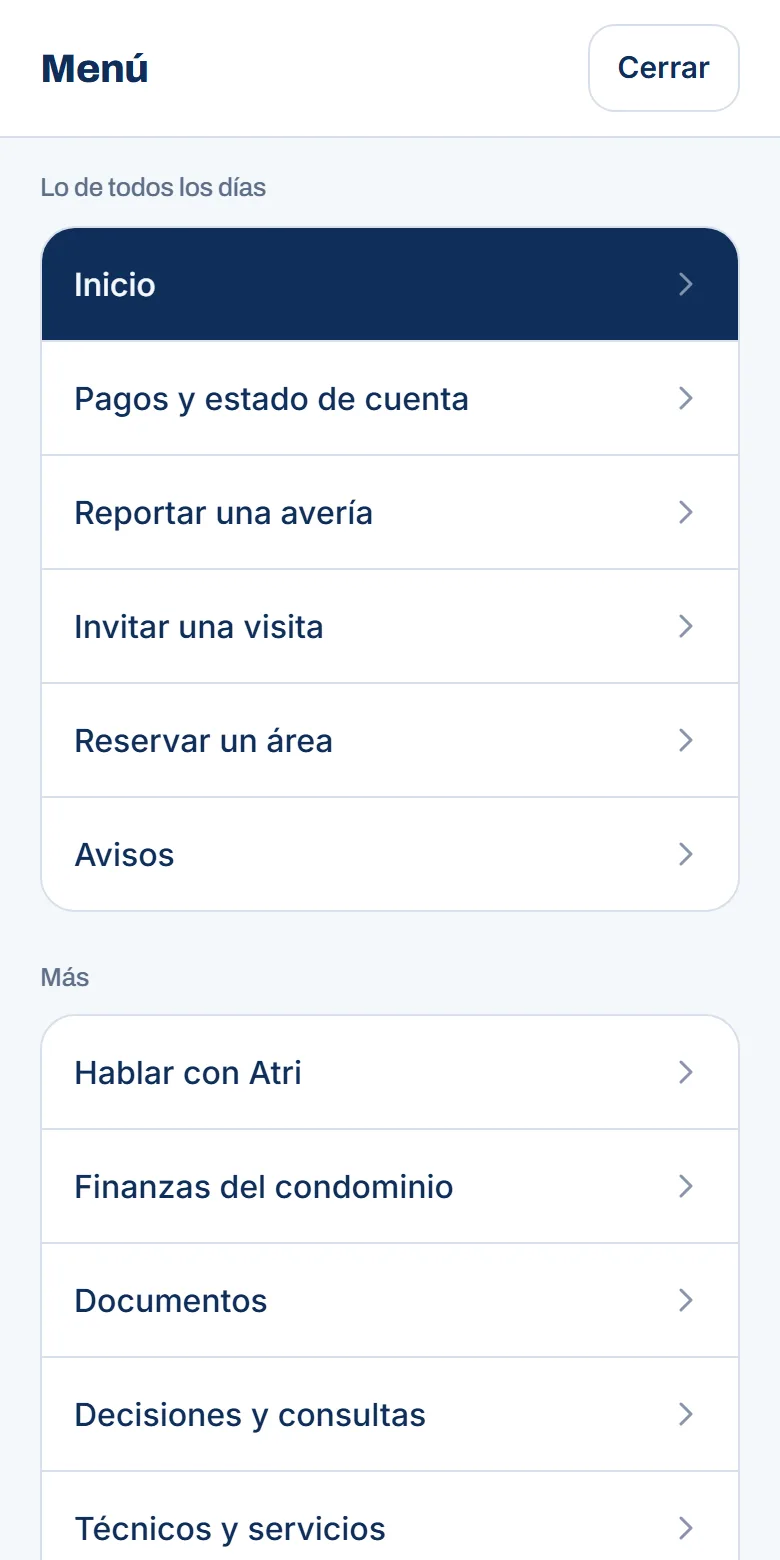 Menú
Cerrar
Lo de todos los días
Inicio
Pagos y estado de cuenta
Reportar una avería
Invitar una visita
Reservar un área
Avisos
Más
Hablar con Atri
Finanzas del condominio
Documentos
Decisiones y consultas
Técnicos y servicios